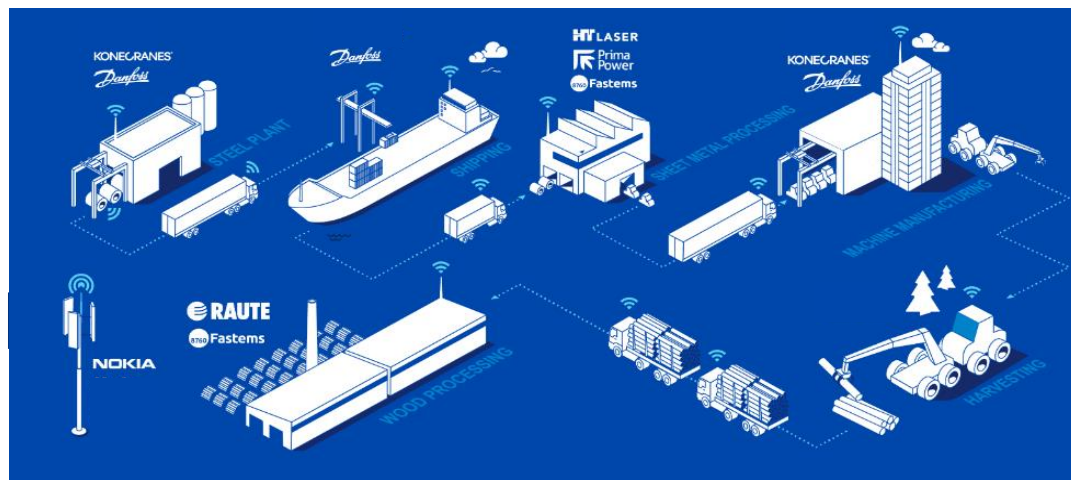 KONECRANES
Danfoss
STEEL PLANT
Danfoss
SHIPPING
HT LASER
Prima
Power
8760 Fastems
SHEET METAL PROCESSING
KONECRANES
Danfoss
MACHINE MANUFACTURING
NOKIA
RAUTE
8760 Fastems
WOOD PROCESSING
HARVESTING